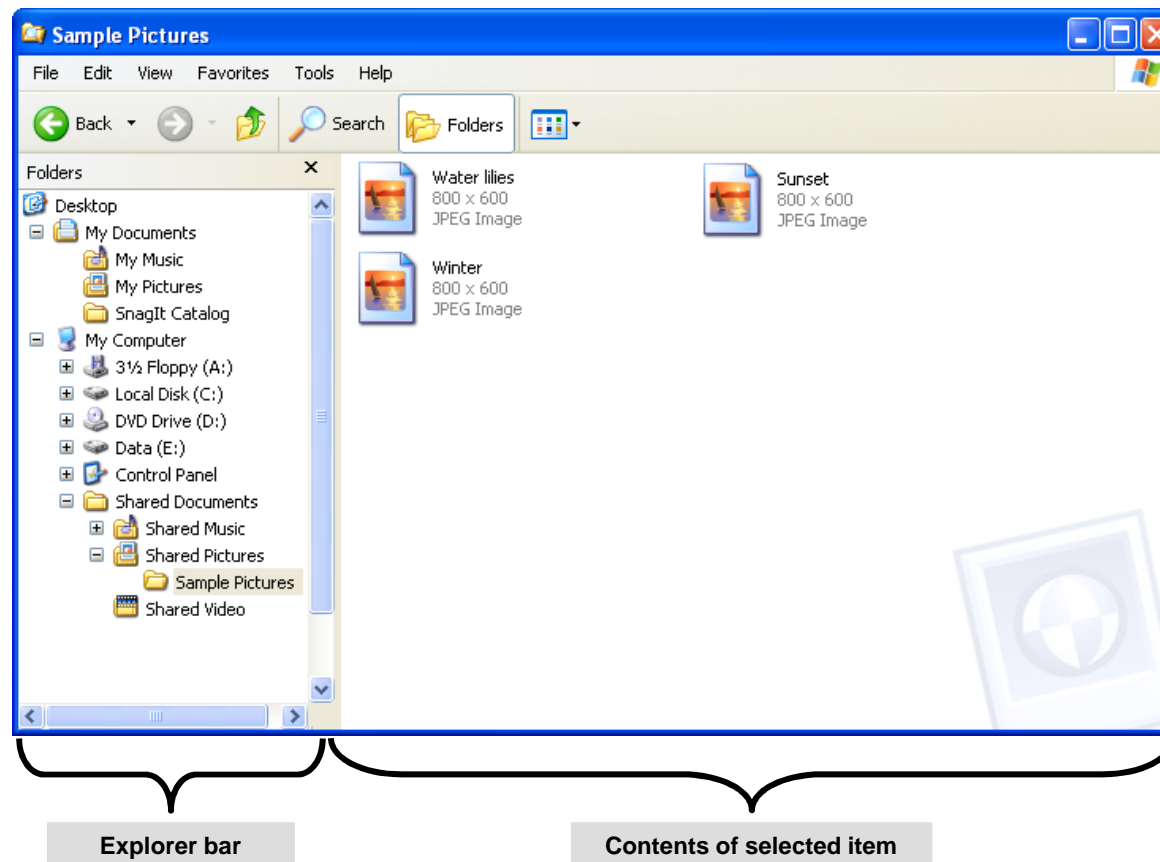 Sample Pictures
File Edit View Favorites Tools Help
Back Search Folders
Folders
Desktop
My Documents
My Music
My Pictures
SnagIt Catalog
My Computer
3½ Floppy (A:)
Local Disk (C:)
DVD Drive (D:)
Data (E:)
Control Panel
Shared Documents
Shared Music
Shared Pictures
Sample Pictures
Shared Video
Water lilies
800 x 600
JPEG Image
Sunset
800 x 600
JPEG Image
Winter
800 x 600
JPEG Image
Explorer bar
Contents of selected item